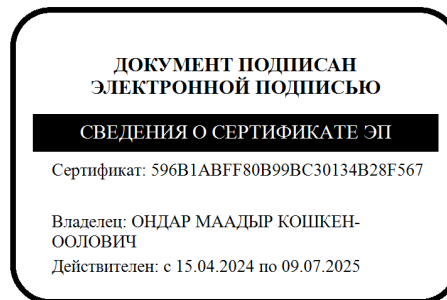 ДОКУМЕНТ ПОДПИСАН
ЭЛЕКТРОННОЙ ПОДПИСЬЮ
СВЕДЕНИЯ О СЕРТИФИКАТЕ ЭП
Сертификат: 596B1ABFF80B99BC30134B28F567
Владелец: ОНДАР МААДЫР КОШКЕН-
ООЛОВИЧ
Действителен: с 15.04.2024 по 09.07.2025